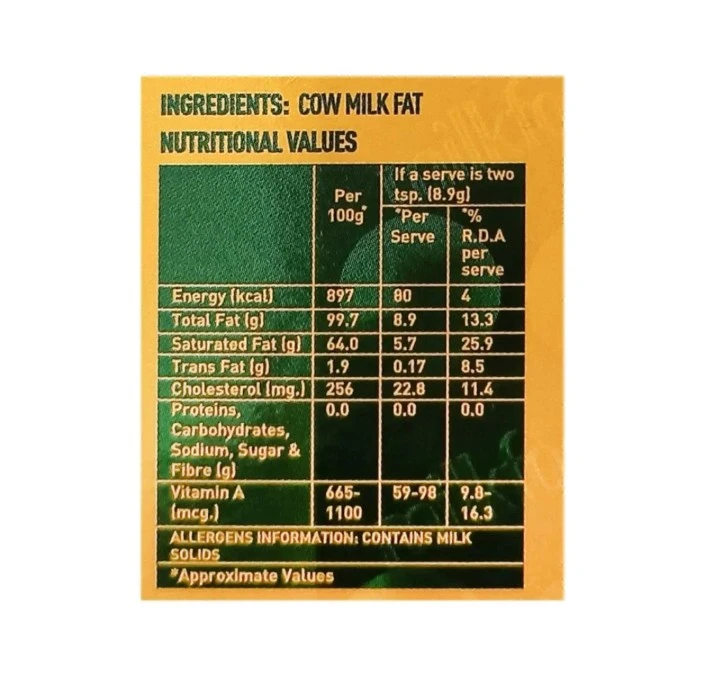 INGREDIENTS: COW MILK FAT
NUTRITIONAL VALUES
If a serve is two
tsp. (8.9g)
Per
100g*
*Per
Serve
*%
R.D.A
per
serve
Energy (kcal) 897 80 4
Total Fat (g) 99.7 8.9 13.3
Saturated Fat (g) 64.0 5.7 25.9
Trans Fat (g) 1.9 0.17 8.5
Cholesterol (mg.) 256 22.8 11.4
Proteins, 0.0 0.0 0.0
Carbohydrates,
Sodium, Sugar &
Fibre (g)
Vitamin A 665- 59-98 9.8-
(mcg.) 1100 16.3
ALLERGENS INFORMATION: CONTAINS MILK
SOLIDS
*Approximate Values